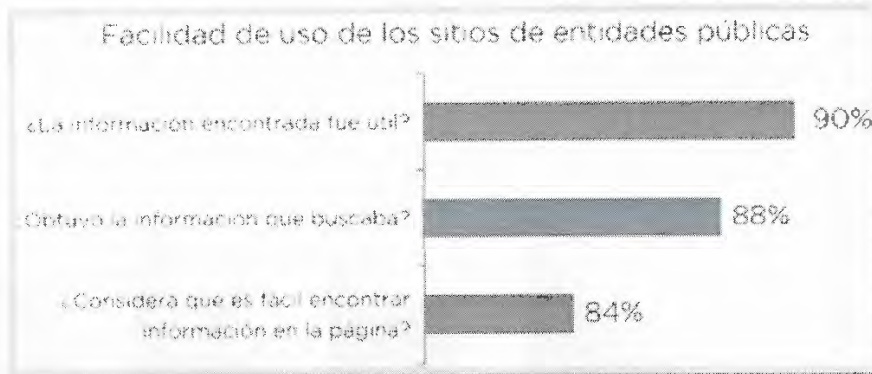 Facilidad de uso de los sitios de entidades públicas
¿La información encontrada fue útil?
90%
¿Obtuvo la información que buscaba?
88%
¿Considera que es fácil encontrar
información en la página?
84%